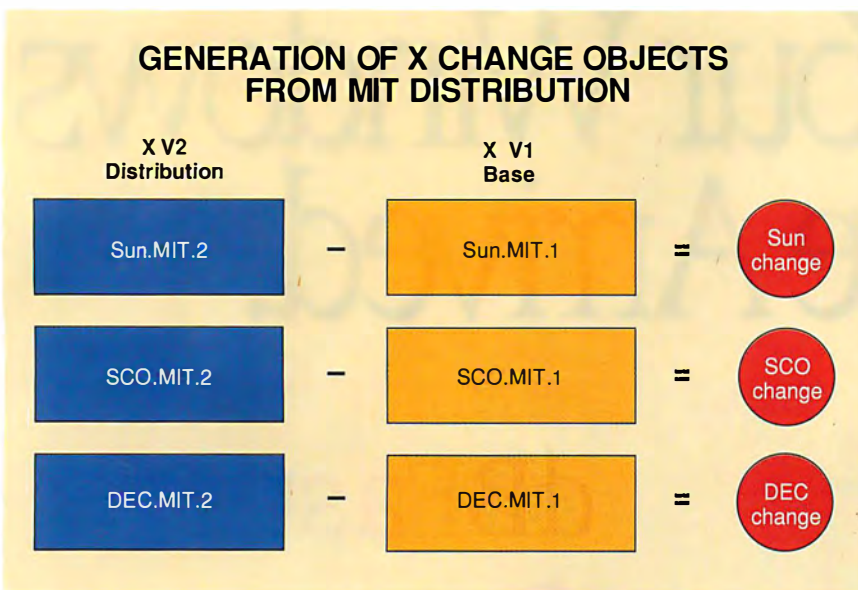 GENERATION OF X CHANGE OBJECTS
FROM MIT DISTRIBUTION
X V2
Distribution
X V1
Base
Sun.MIT.2 – Sun.MIT.1 = Sun
change
SCO.MIT.2 – SCO.MIT.1 = SCO
change
DEC.MIT.2 – DEC.MIT.1 = DEC
change